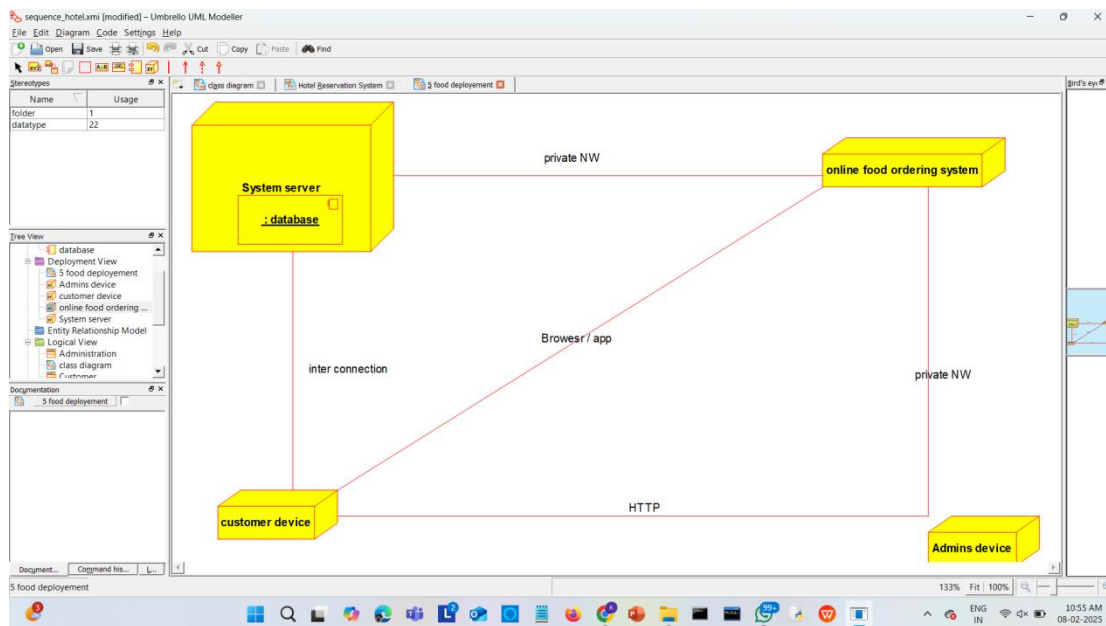 sequence_hotel.xmi [modified] – Umbrello UML Modeller
File Edit Diagram Code Settings Help
Open Save Cut Copy Paste Find
Stereotypes
Name Usage
folder 1
datatype 22
Tree View
database
Deployment View
5 food deployement
Admins device
customer device
online food ordering ...
System server
Entity Relationship Model
Logical View
Administration
class diagram
Customer
Documentation
5 food deployement
Document... Command his... L...
class diagram Hotel Reservation System 5 food deployement
Bird's ey
System server
: database
private NW
online food ordering system
Browesr / app
inter connection
private NW
customer device
HTTP
Admins device
5 food deployement
133% Fit 100%
3
2
99+
ENG
IN
10:55 AM
08-02-2025